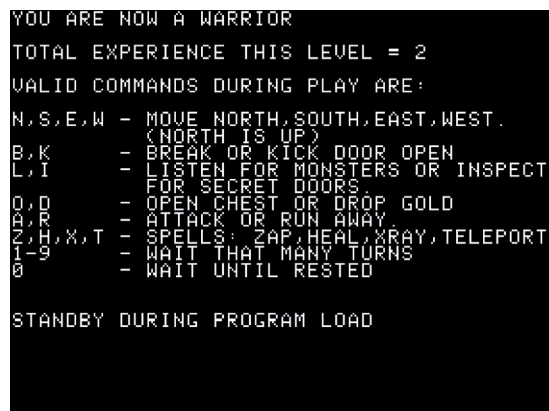 YOU ARE NOW A WARRIOR
TOTAL EXPERIENCE THIS LEVEL = 2
VALID COMMANDS DURING PLAY ARE:
N,S,E,W - MOVE NORTH,SOUTH,EAST,WEST.
(NORTH IS UP)
B,K - BREAK OR KICK DOOR OPEN
L,I - LISTEN FOR MONSTERS OR INSPECT
FOR SECRET DOORS.
O,D - OPEN CHEST OR DROP GOLD
A,R - ATTACK OR RUN AWAY.
Z,H,X,T - SPELLS: ZAP,HEAL,XRAY,TELEPORT
1-9 - WAIT THAT MANY TURNS
0 - WAIT UNTIL RESTED
STANDBY DURING PROGRAM LOAD